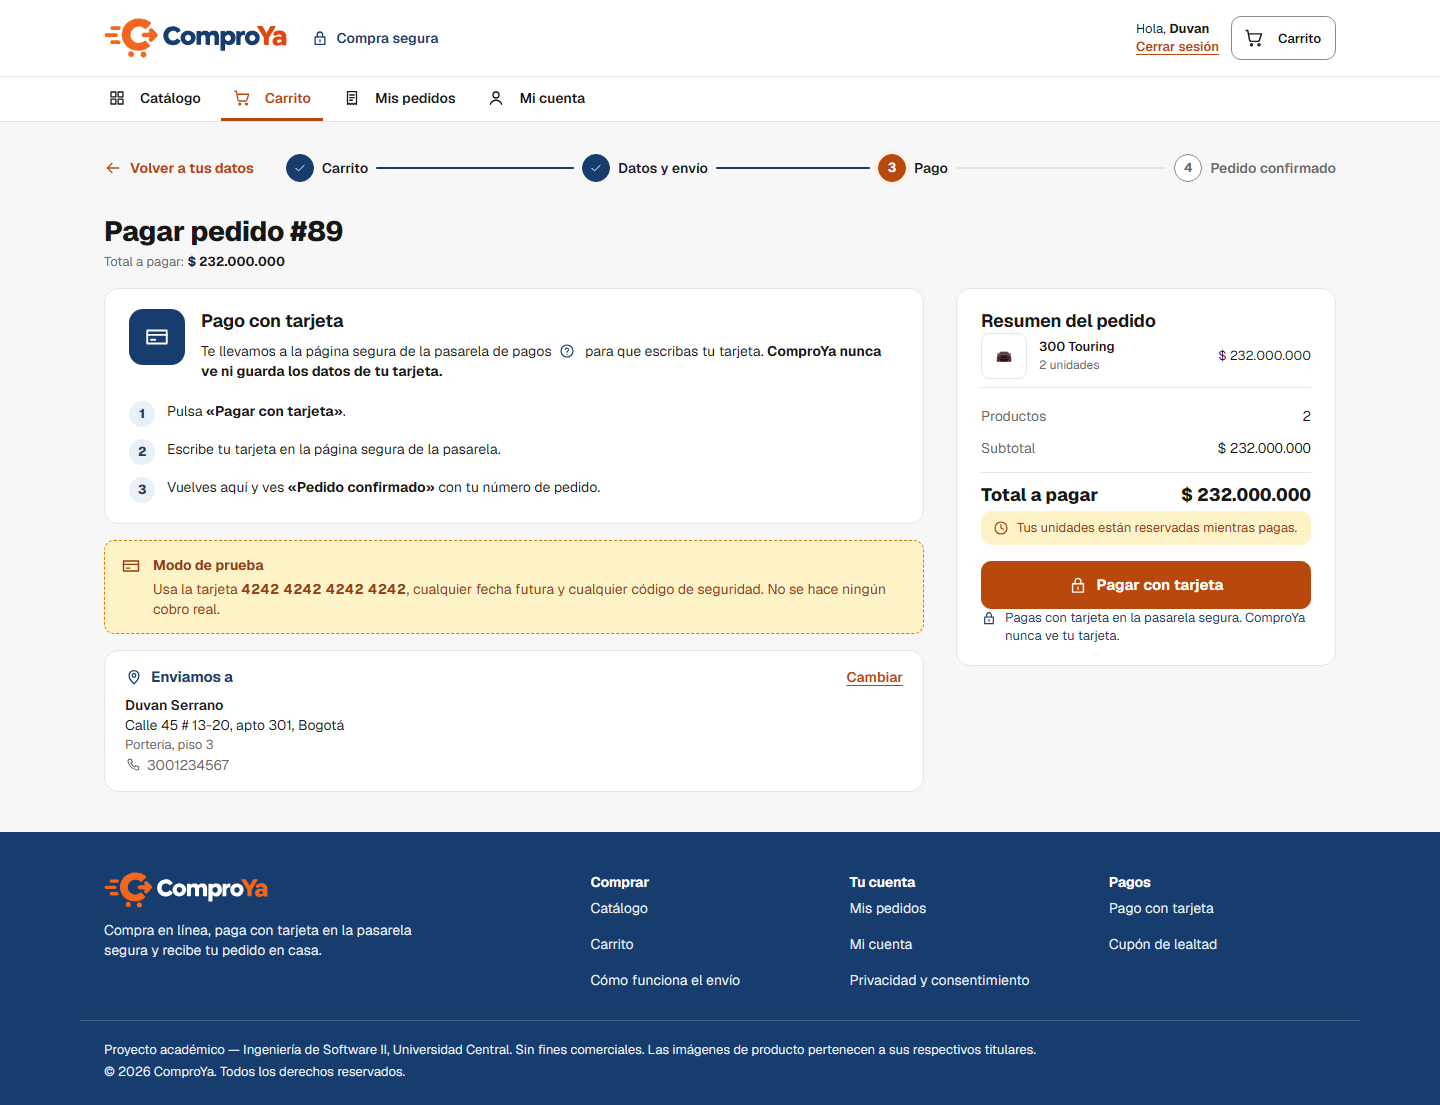 ComproYa
Compra segura
Hola, Duvan
Cerrar sesión
Carrito
Catálogo
Carrito
Mis pedidos
Mi cuenta
Volver a tus datos
Carrito
Datos y envío
3 Pago
4 Pedido confirmado
Pagar pedido #89
Total a pagar: $ 232.000.000
Pago con tarjeta
Te llevamos a la página segura de la pasarela de pagos ? para que escribas tu tarjeta. ComproYa nunca
ve ni guarda los datos de tu tarjeta.
1 Pulsa «Pagar con tarjeta».
2 Escribe tu tarjeta en la página segura de la pasarela.
3 Vuelves aquí y ves «Pedido confirmado» con tu número de pedido.
Modo de prueba
Usa la tarjeta 4242 4242 4242 4242, cualquier fecha futura y cualquier código de seguridad. No se hace ningún
cobro real.
Enviamos a
Cambiar
Duvan Serrano
Calle 45 # 13-20, apto 301, Bogotá
Portería, piso 3
3001234567
Resumen del pedido
300 Touring
2 unidades
$ 232.000.000
Productos 2
Subtotal $ 232.000.000
Total a pagar $ 232.000.000
Tus unidades están reservadas mientras pagas.
Pagar con tarjeta
Pagas con tarjeta en la pasarela segura. ComproYa
nunca ve tu tarjeta.
ComproYa
Compra en línea, paga con tarjeta en la pasarela
segura y recibe tu pedido en casa.
Comprar
Catálogo
Carrito
Cómo funciona el envío
Tu cuenta
Mis pedidos
Mi cuenta
Privacidad y consentimiento
Pagos
Pago con tarjeta
Cupón de lealtad
Proyecto académico — Ingeniería de Software II, Universidad Central. Sin fines comerciales. Las imágenes de producto pertenecen a sus respectivos titulares.
© 2026 ComproYa. Todos los derechos reservados.